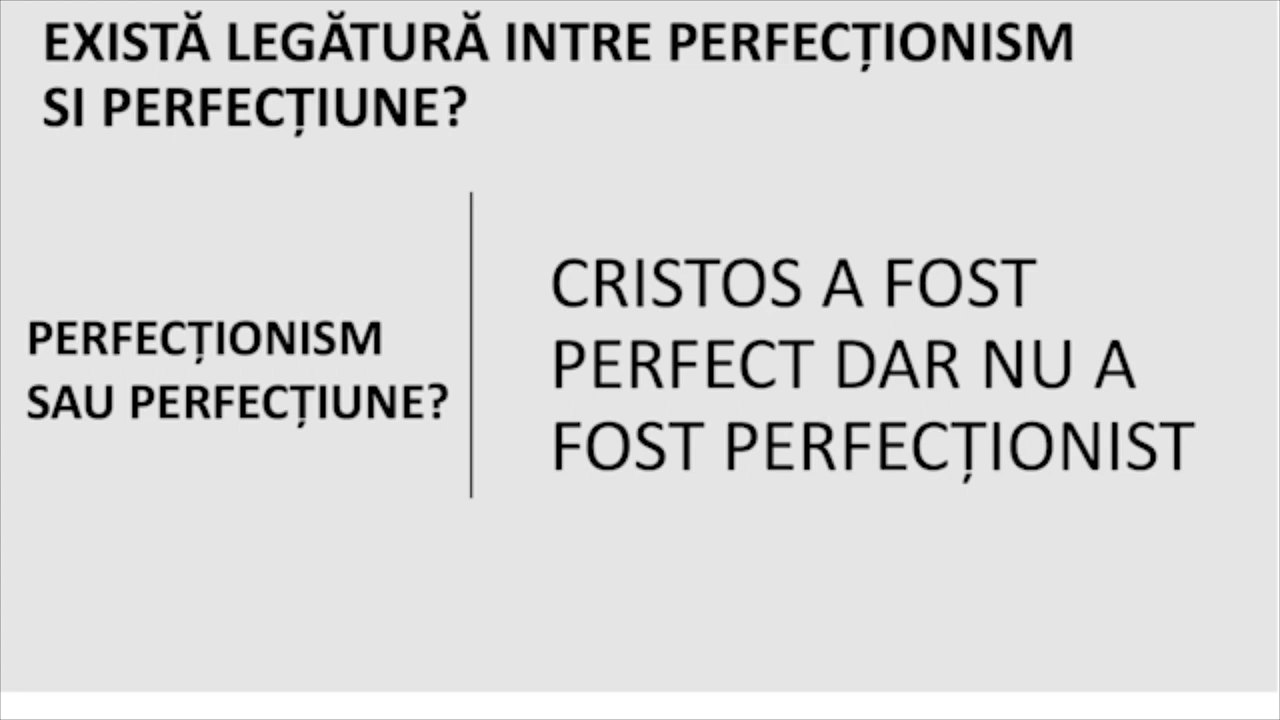 EXISTĂ LEGĂTURĂ INTRE PERFECȚIONISM
SI PERFECȚIUNE?
PERFECȚIONISM
SAU PERFECȚIUNE?
CRISTOS A FOST
PERFECT DAR NU A
FOST PERFECȚIONIST